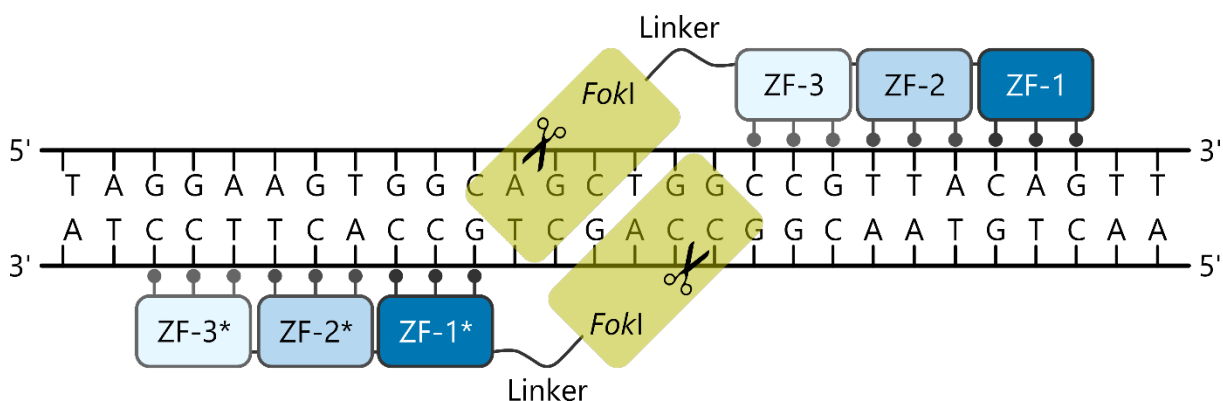 Linker
FokI
ZF-3 ZF-2 ZF-1
5' 3'
T A G G A A G T G G C A G C T G G C C G T T A C A G T T
A T C C T T C A C C G T C G A C C G G C A A T G T C A A
3' 5'
ZF-3* ZF-2* ZF-1* FokI
Linker